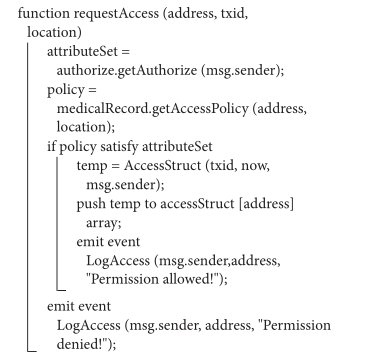 function requestAccess (address, txid,
location)
attributeSet =
authorize.getAuthorize (msg.sender);
policy =
medicalRecord.getAccessPolicy (address,
location);
if policy satisfy attributeSet
temp = AccessStruct (txid, now,
msg.sender);
push temp to accessStruct [address]
array;
emit event
LogAccess (msg.sender,address,
"Permission allowed!");
emit event
LogAccess (msg.sender, address, "Permission
denied!");